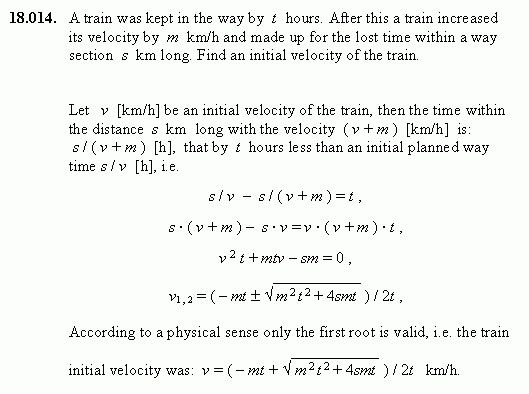 18.014. A train was kept in the way by t hours. After this a train increased
its velocity by m km/h and made up for the lost time within a way
section s km long. Find an initial velocity of the train.
Let v [km/h] be an initial velocity of the train, then the time within
the distance s km long with the velocity ( v + m ) [km/h] is:
s / ( v + m ) [h], that by t hours less than an initial planned way
time s / v [h], i.e.
s / v − s / ( v + m ) = t ,
s · ( v + m ) − s · v = v · ( v + m ) · t ,
v² t + mtv − sm = 0 ,
v₁,₂ = ( − mt ± √m² t² + 4smt ) / 2t ,
According to a physical sense only the first root is valid, i.e. the train
initial velocity was: v = ( − mt + √m² t² + 4smt ) / 2t km/h.